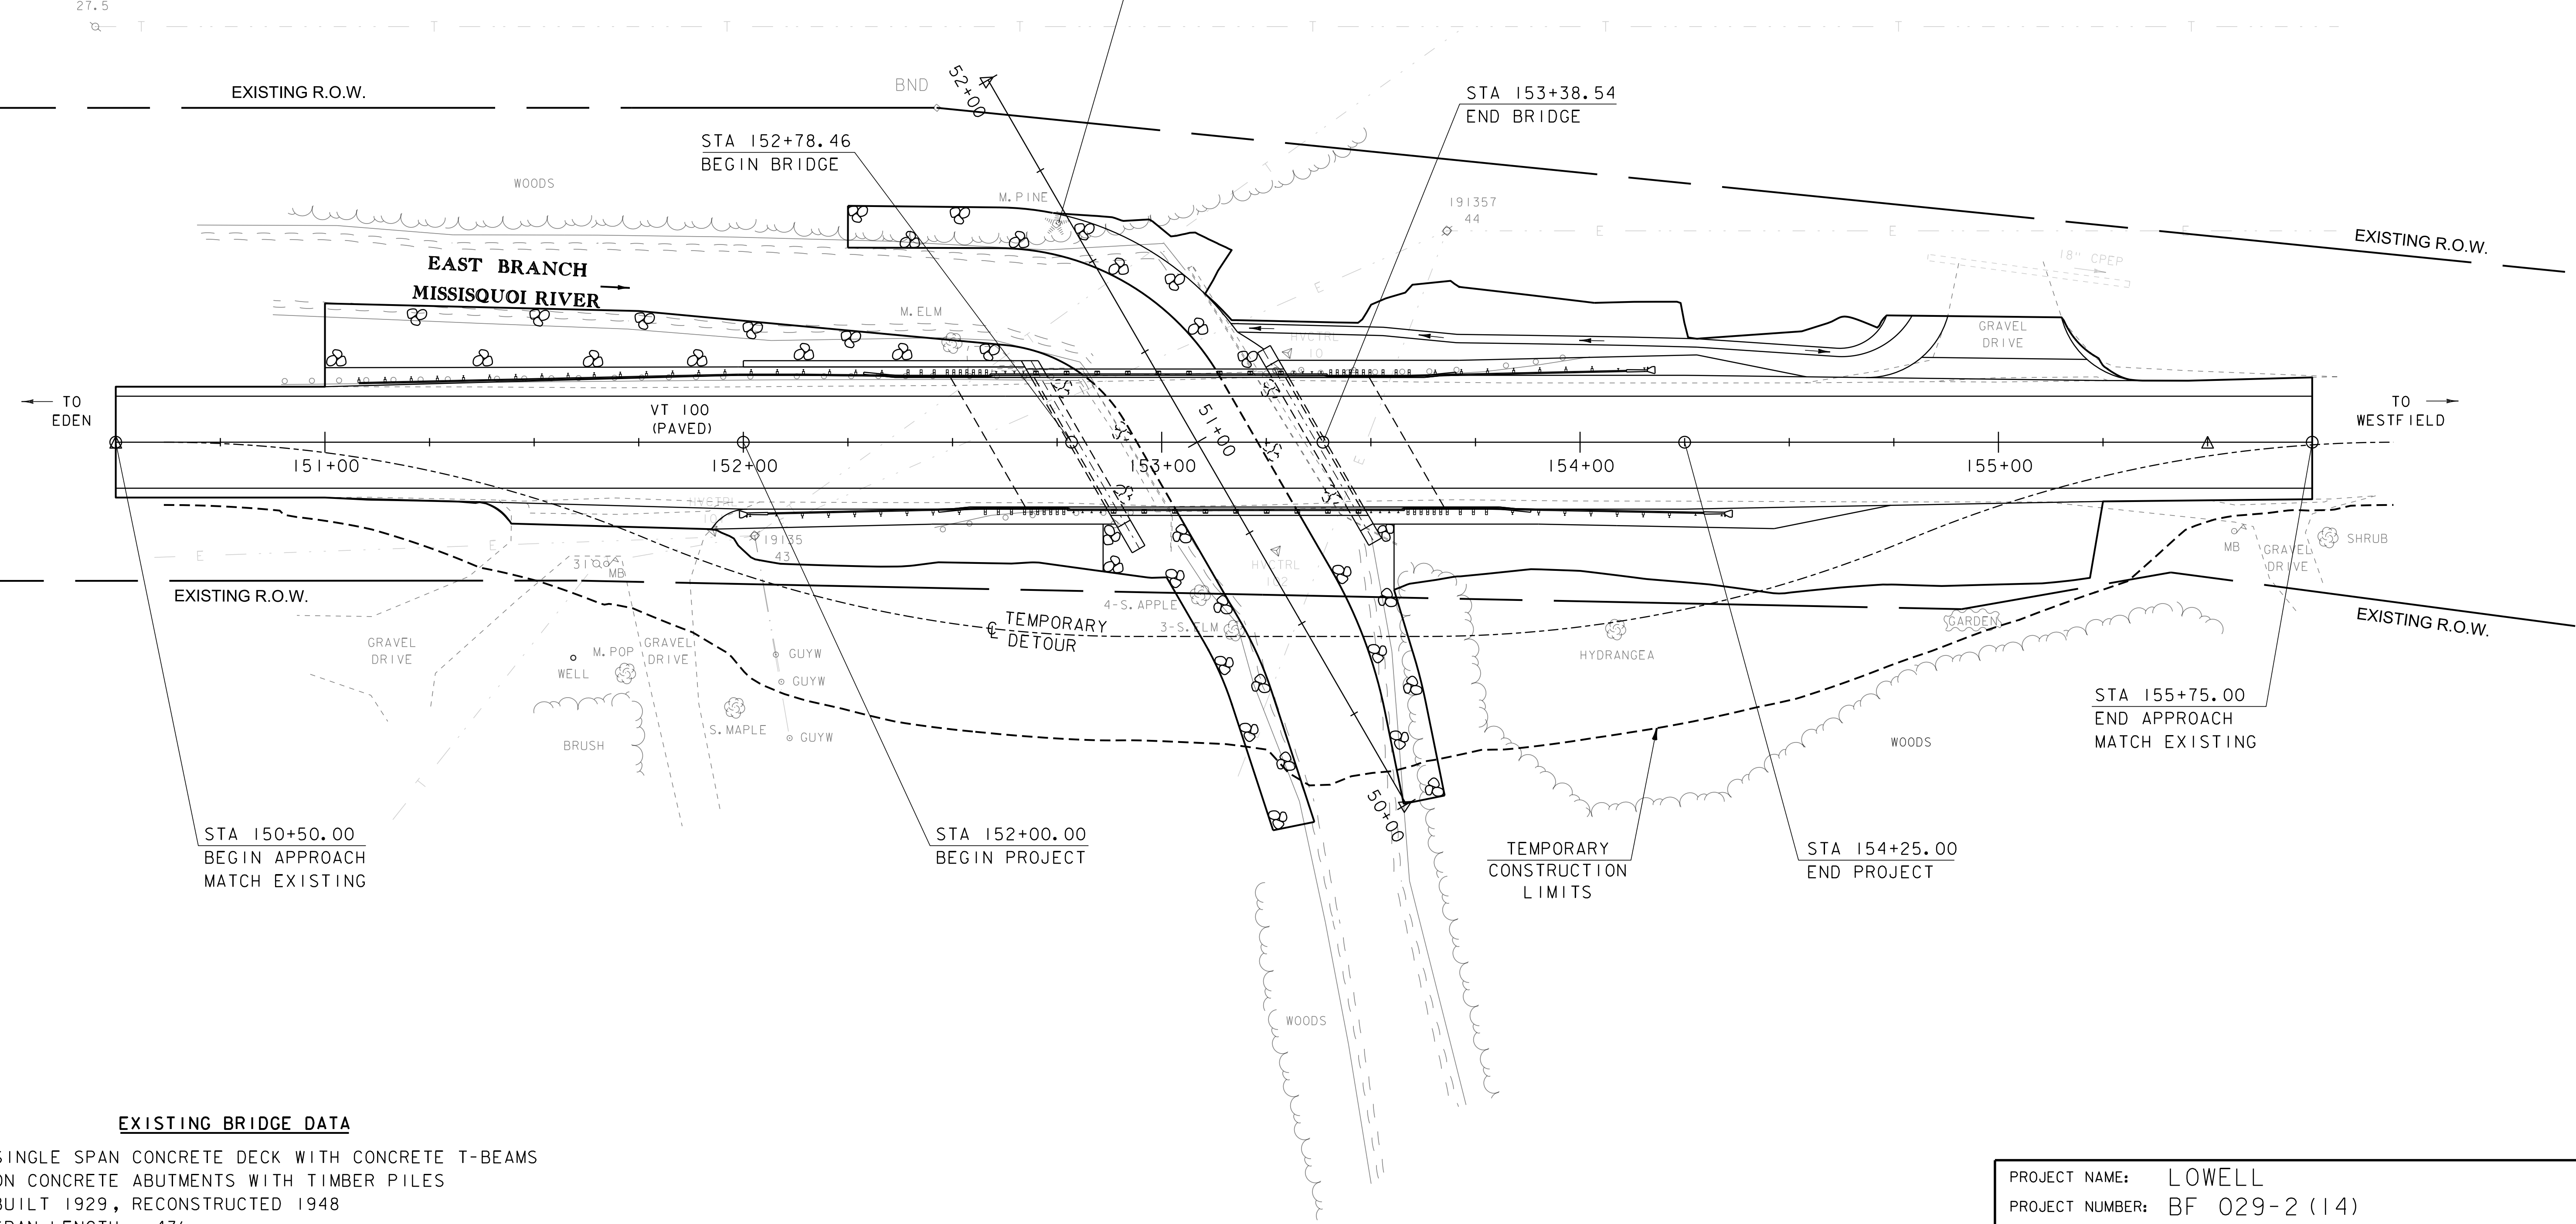 27.5
EXISTING R.O.W.
BND
52+00
STA 153+38.54
END BRIDGE
STA 152+78.46
BEGIN BRIDGE
WOODS
M.PINE
191357
44
E
E
E
EXISTING R.O.W.
18" CPEP
EAST BRANCH
MISSISQUOI RIVER
M.ELM
HVCTRL
10
GRAVEL
DRIVE
TO
EDEN
VT 100
(PAVED)
51+00
TO
WESTFIELD
151+00
152+00
153+00
154+00
155+00
19135
43
HVCTRL
E
E
31
MB
MB
GRAVEL
DRIVE
SHRUB
EXISTING R.O.W.
4-S.APPLE
3-S.ELM
TEMPORARY
DETOUR
GARDEN
EXISTING R.O.W.
GRAVEL
DRIVE
WELL
M.POP
GRAVEL
DRIVE
GUYW
GUYW
GUYW
HYDRANGEA
S.MAPLE
BRUSH
WOODS
STA 155+75.00
END APPROACH
MATCH EXISTING
50+00
STA 150+50.00
BEGIN APPROACH
MATCH EXISTING
STA 152+00.00
BEGIN PROJECT
TEMPORARY
CONSTRUCTION
LIMITS
STA 154+25.00
END PROJECT
WOODS
EXISTING BRIDGE DATA
SINGLE SPAN CONCRETE DECK WITH CONCRETE T-BEAMS
ON CONCRETE ABUTMENTS WITH TIMBER PILES
BUILT 1929, RECONSTRUCTED 1948
PROJECT NAME: LOWELL
PROJECT NUMBER: BF 029-2(14)